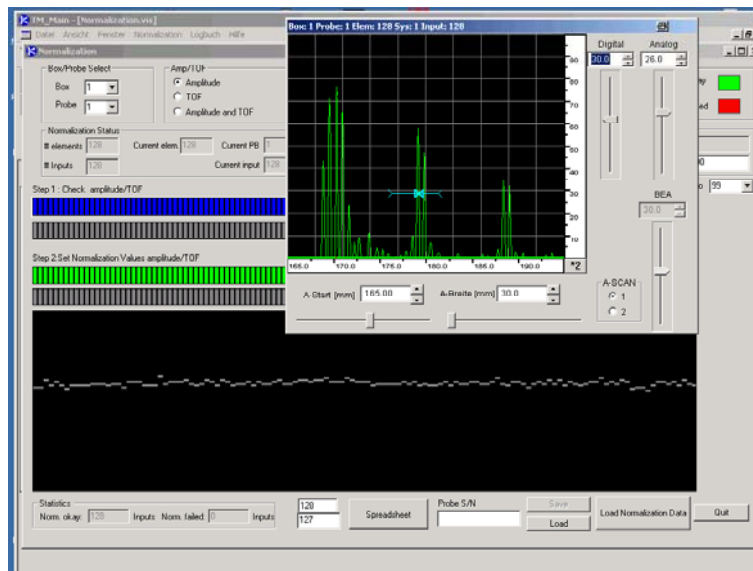 TM_Main - [Normalization.vis]
Datei Ansicht Fenster Normalization Logbuch Hilfe
Normalization
Box/Probe Select
Box 1
Probe 1
Amp/TOF
Amplitude
TOF
Amplitude and TOF
Normalization Status
# elements 128 Current elem. 128 Current PB 1
# Inputs 128 Current input 128
Step 1 : Check amplitude/TOF
Step 2:Set Normalization Values amplitude/TOF
Box: 1 Probe: 1 Elem: 128 Sys: 1 Input: 128
90
80
70
60
50
40
30
20
10
165.0 170.0 175.0 180.0 185.0 190.0 *2
A-Start [mm] 165.00 A-Breite [mm] 30.0
Digital Analog
30.0 26.0
BEA
30.0
A-SCAN
1
2
99
Statistics
Norm. okay: 128 Inputs Norm. failed: 0 Inputs
128
127
Spreadsheet
Probe S/N
Save
Load
Load Normalization Data
Quit